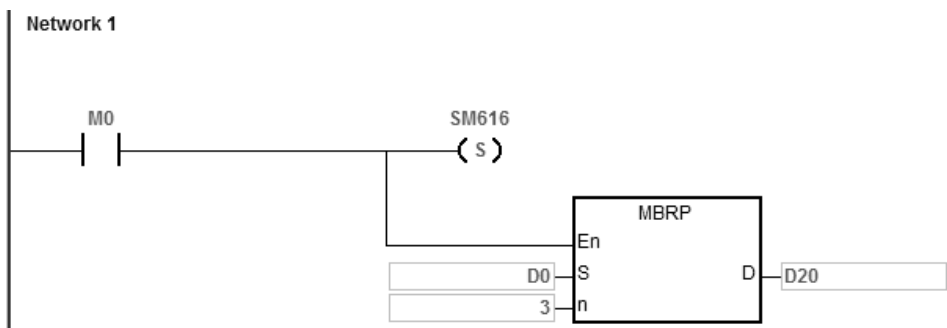 Network 1
M0
SM616
( S )
MBRP
En
D0 S D D20
3 n